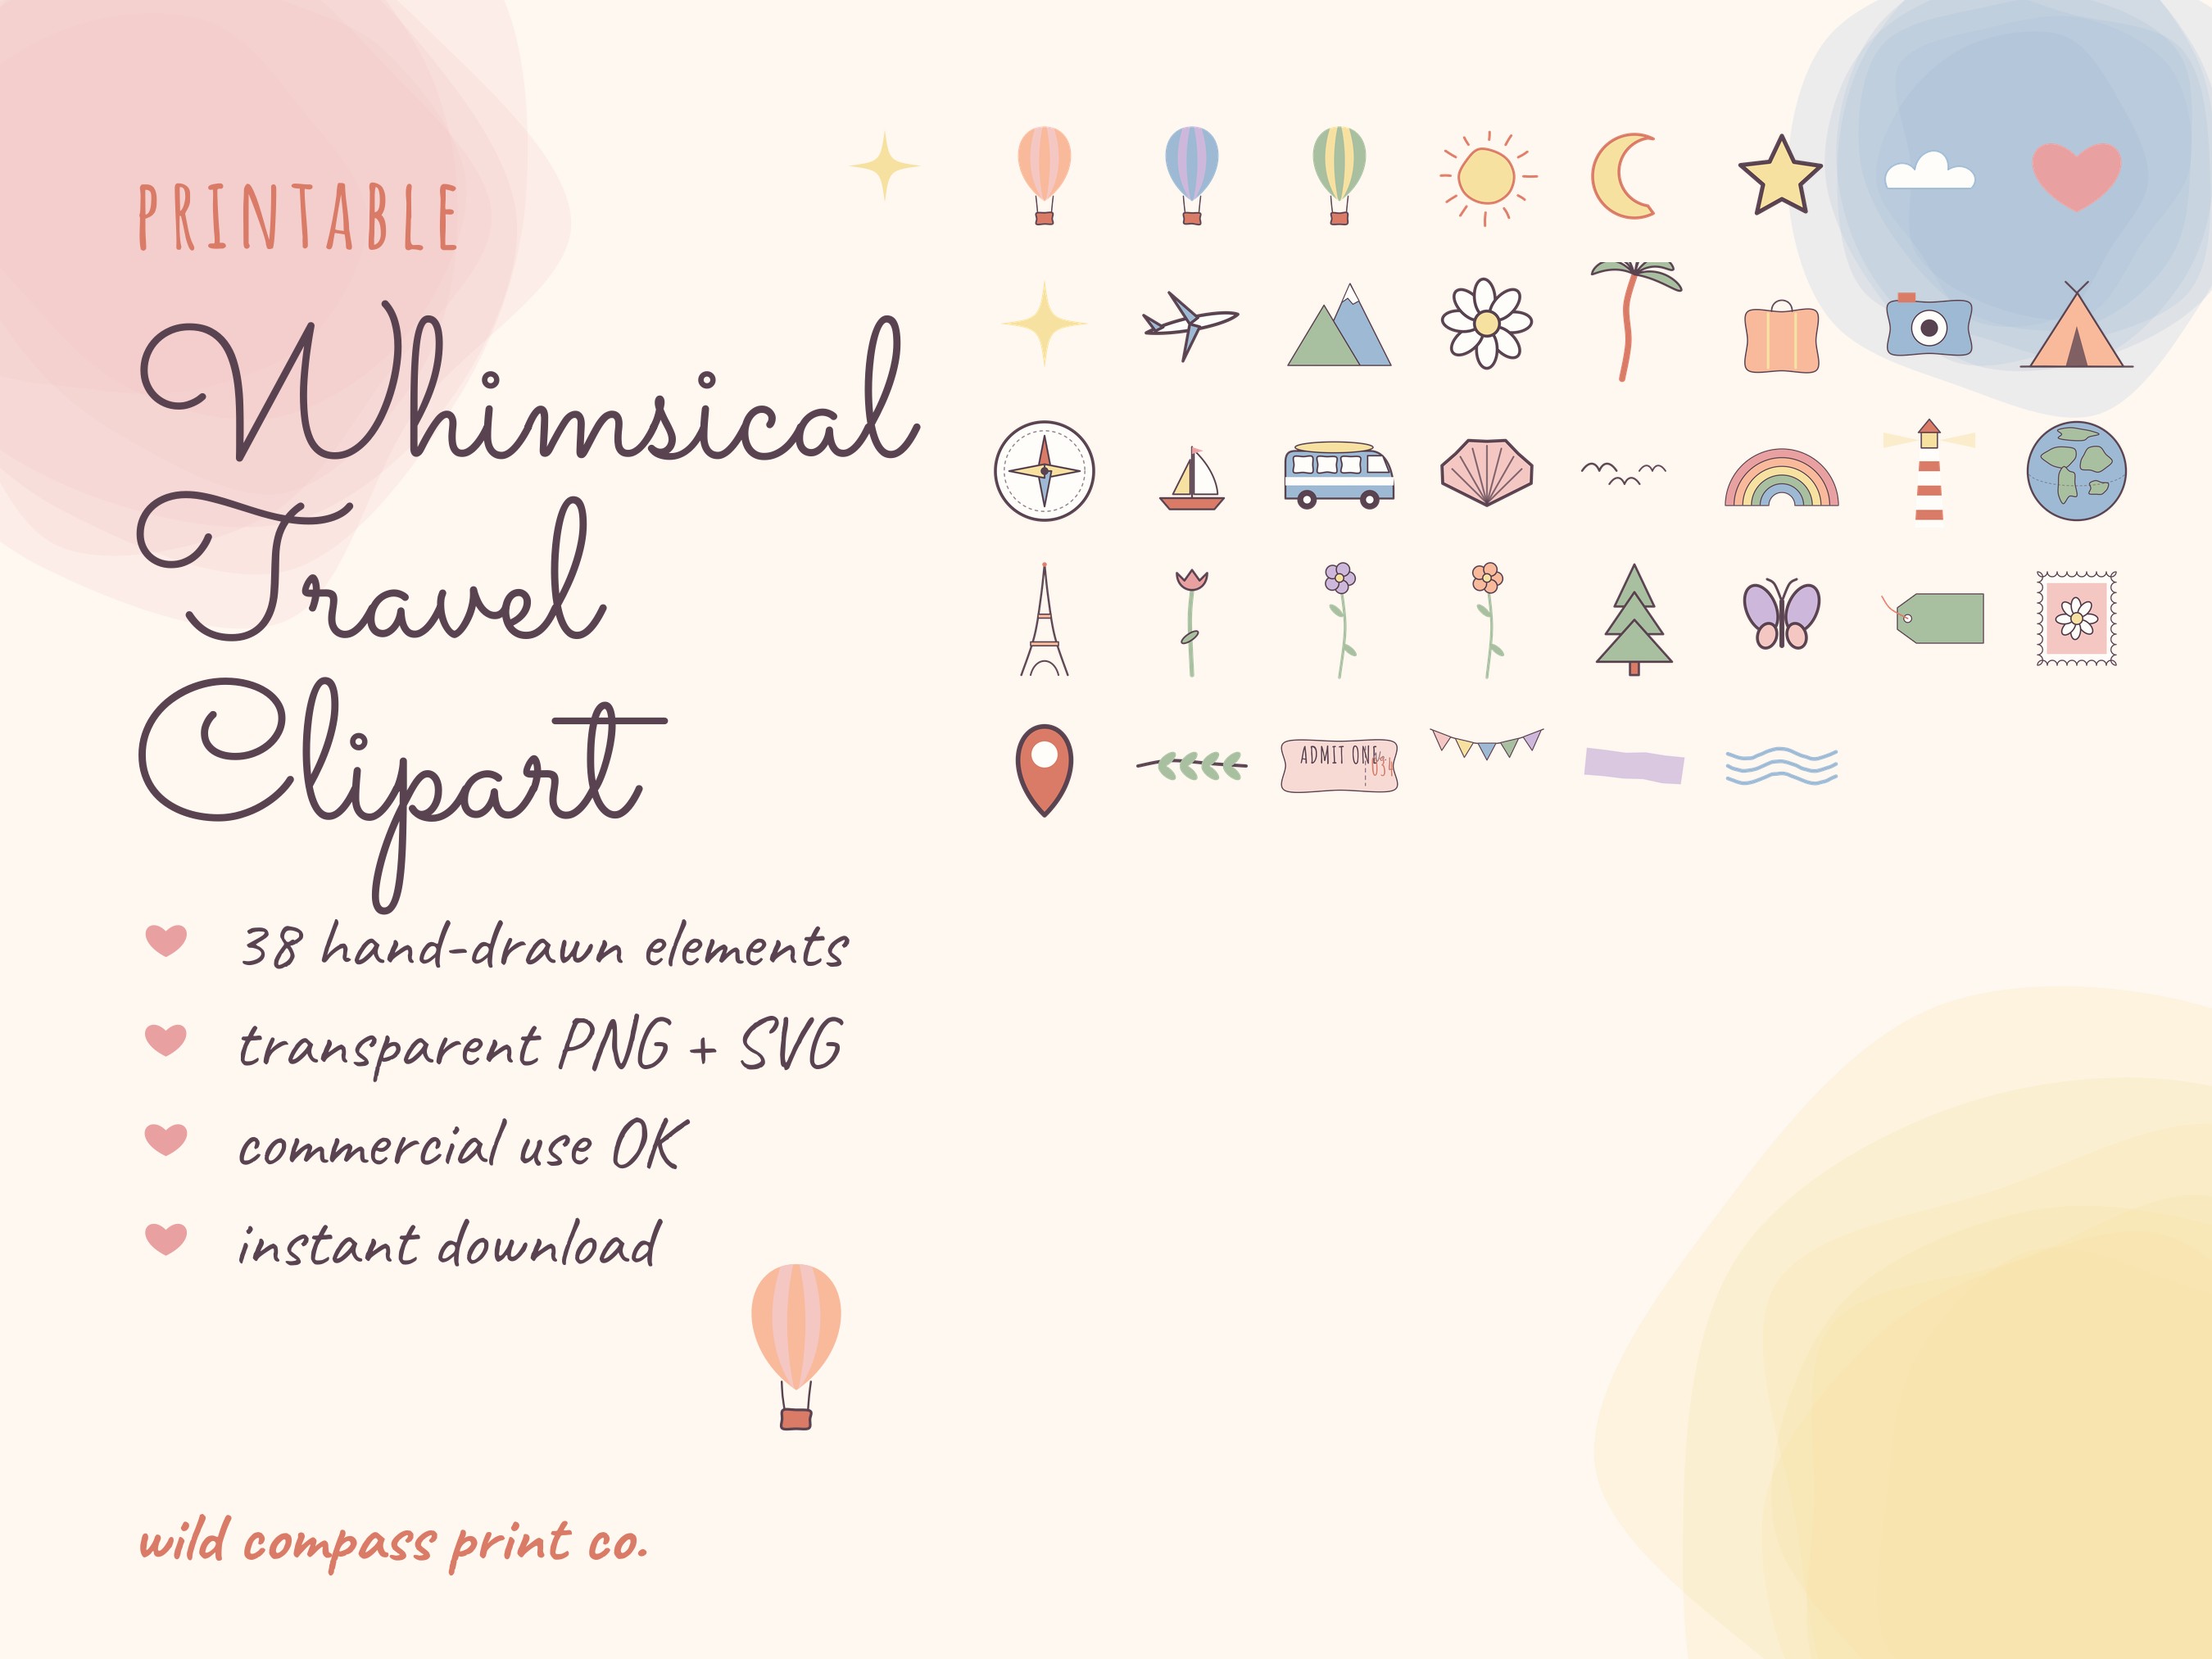 PRINTABLE
Whimsical
Travel
Clipart
38 hand-drawn elements
transparent PNG + SVG
commercial use OK
instant download
wild compass print co.
ADMIT ONE